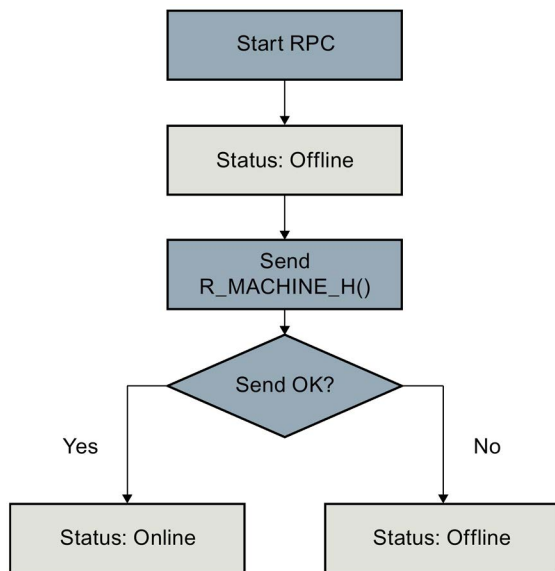 Start RPC
Status: Offline
Send
R_MACHINE_H()
Send OK?
Yes
No
Status: Online
Status: Offline